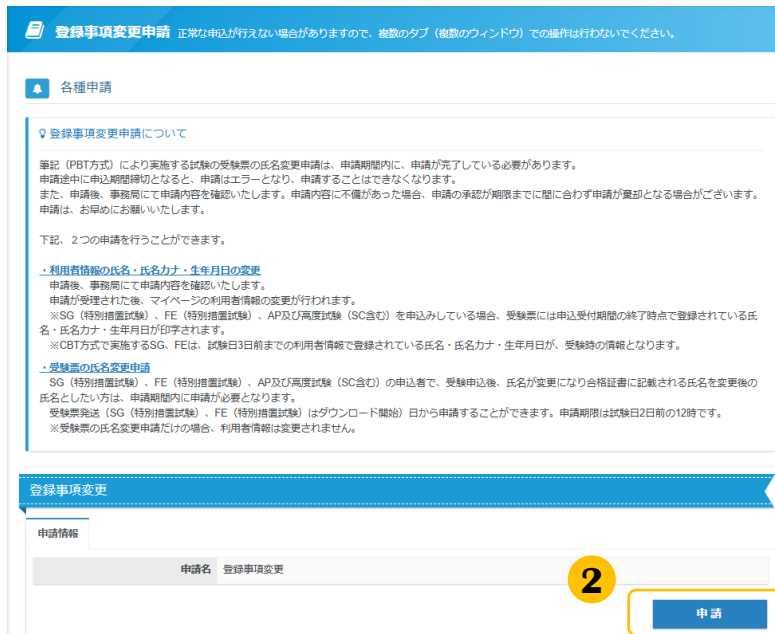 登録事項変更申請 正常な申込が行えない場合がありますので、複数のタブ（複数のウィンドウ）での操作は行わないでください。
各種申請
登録事項変更申請について
筆記（PBT方式）により実施する試験の受験票の氏名変更申請は、申請期間内に、申請が完了している必要があります。
申請途中に申込期間締切となると、申請はエラーとなり、申請することはできなくなります。
また、申請後、事務局にて申請内容を確認いたします。申請内容に不備があった場合、申請の承認が期限までに間に合わず申請が棄却となる場合がございます。
申請は、お早めにお願いいたします。
下記、２つの申請を行うことができます。
・利用者情報の氏名・氏名カナ・生年月日の変更
申請後、事務局にて申請内容を確認いたします。
申請が受理された後、マイページの利用者情報の変更が行われます。
※SG（特別措置試験）、FE（特別措置試験）、AP及び高度試験（SC含む）を申込みしている場合、受験票には申込受付期間の終了時点で登録されている氏
名・氏名カナ・生年月日が印字されます。
※CBT方式で実施するSG、FEは、試験日3日前までの利用者情報で登録されている氏名・氏名カナ・生年月日が、受験時の情報となります。
・受験票の氏名変更申請
SG（特別措置試験）、FE（特別措置試験）、AP及び高度試験（SC含む）の申込者で、受験申込後、氏名が変更になり合格証書に記載される氏名を変更後の
氏名としたい方は、申請期間内に申請が必要となります。
受験票発送（SG（特別措置試験）、FE（特別措置試験）はダウンロード開始）日から申請することができます。申請期限は試験日2日前の12時です。
※受験票の氏名変更申請だけの場合、利用者情報は変更されません。
登録事項変更
申請情報
申請名 登録事項変更
2
申請